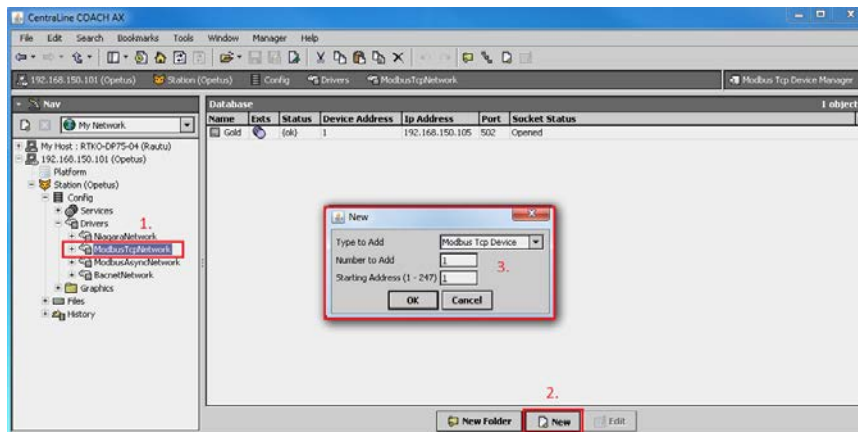 CentraLine COACH AX
File Edit Search Bookmarks Tools Window Manager Help
192.168.150.101 (Opetus) Station (Opetus) Config Drivers ModbusTcpNetwork Modbus Tcp Device Manager
Nav
My Network
My Host : RTKO-DP75-04 (Rautu)
192.168.150.101 (Opetus)
Platform
Station (Opetus)
Config
Services
Drivers
1.
NiagaraNetwork
ModbusTcpNetwork
ModbusAsyncNetwork
BacnetNetwork
Graphics
Files
History
Database 1 object
Name Exts Status Device Address Ip Address Port Socket Status
Gold {ok} 1 192.168.150.105 502 Opened
New
Type to Add Modbus Tcp Device
Number to Add 1
3.
Starting Address (1 - 247) 1
OK Cancel
2.
New Folder New Edit